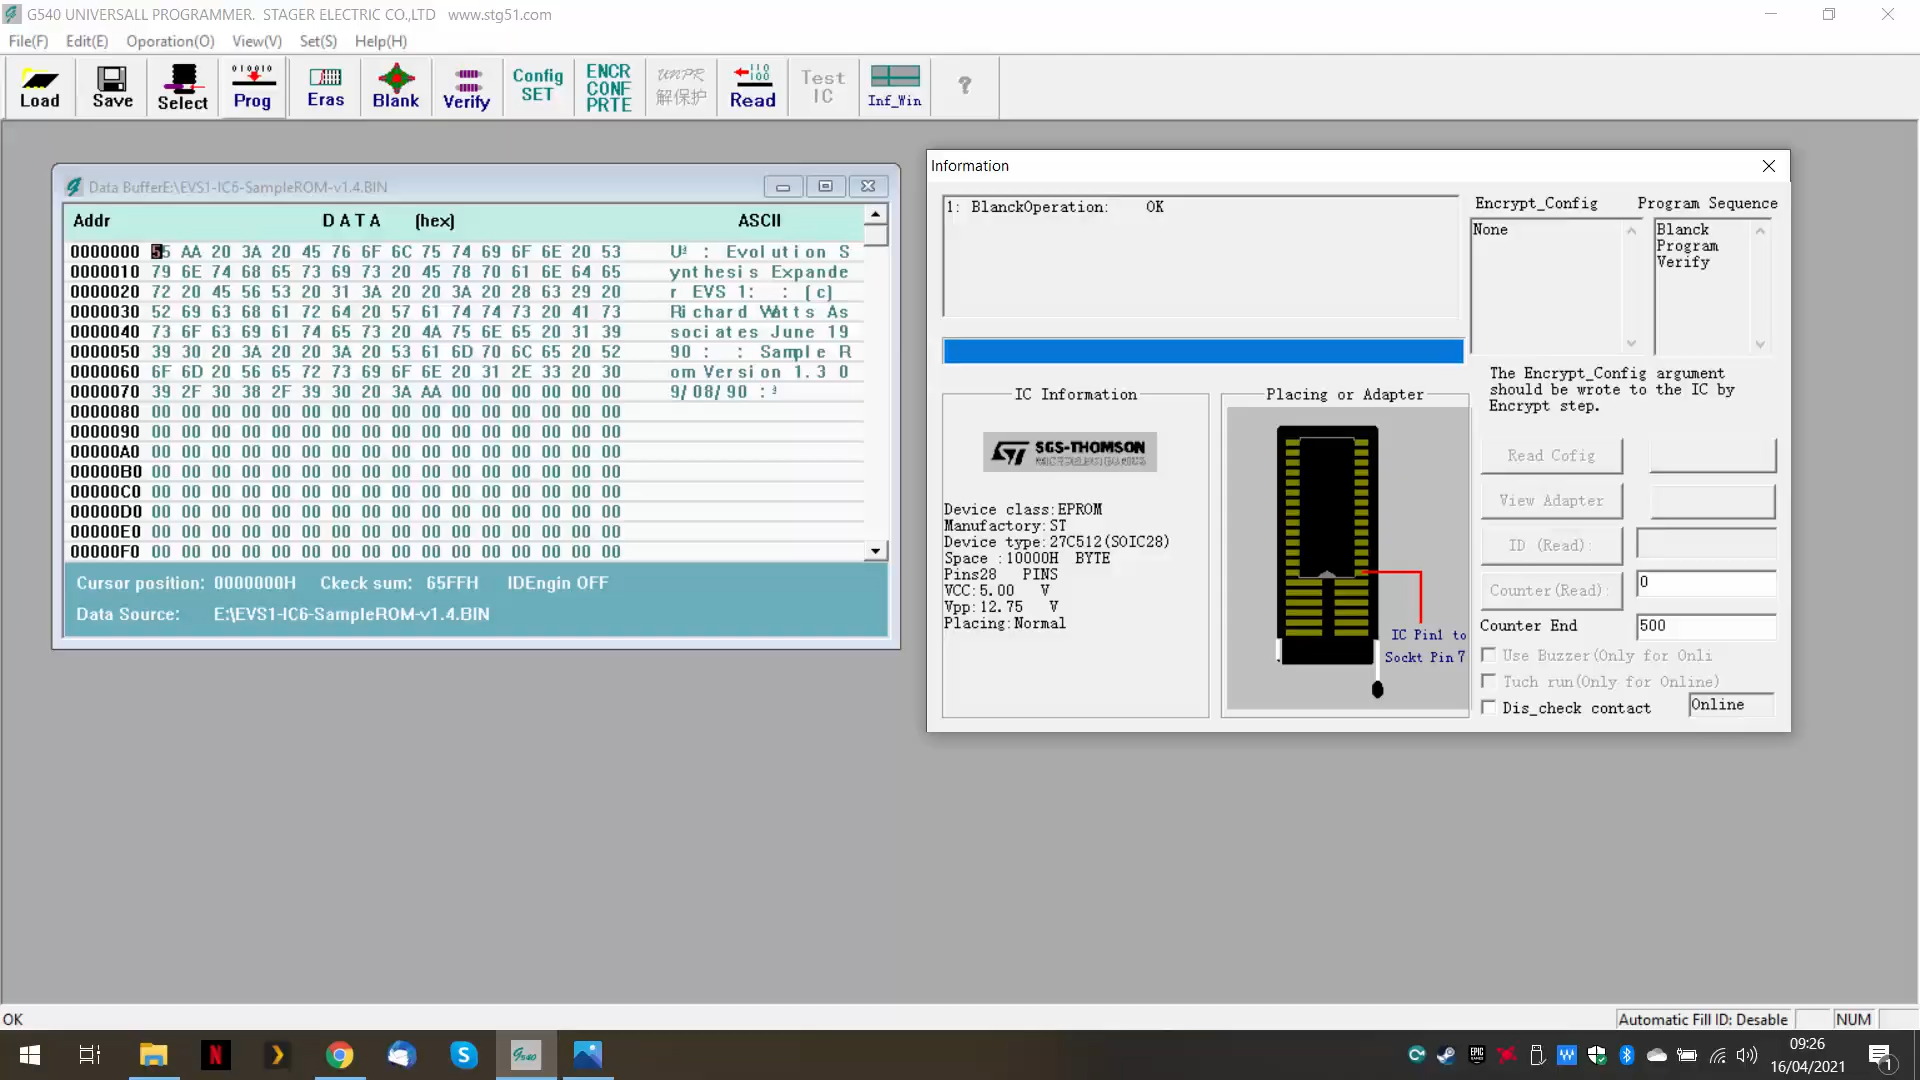 G540 UNIVERSALL PROGRAMMER. STAGER ELECTRIC CO.,LTD www.stg51.com
File(F) Edit(E) Oporation(O) View(V) Set(S) Help(H)
Load Save Select 010010 Prog Eras Blank Verify Config SET ENCR CONF PRTE UNPR 解保护 110 100 Read Test IC Inf_Win ?
Data BufferE:\EVS1-IC6-SampleROM-v1.4.BIN
Addr DATA (hex) ASCII
0000000 55 AA 20 3A 20 45 76 6F 6C 75 74 69 6F 6E 20 53 Uª : Evolution S
0000010 79 6E 74 68 65 73 69 73 20 45 78 70 61 6E 64 65 ynthesis Expande
0000020 72 20 45 56 53 20 31 3A 20 20 3A 20 28 63 29 20 r EVS 1: : (c)
0000030 52 69 63 68 61 72 64 20 57 61 74 74 73 20 41 73 Richard Watts As
0000040 73 6F 63 69 61 74 65 73 20 4A 75 6E 65 20 31 39 sociates June 19
0000050 39 30 20 3A 20 20 3A 20 53 61 6D 70 6C 65 20 52 90 : : Sample R
0000060 6F 6D 20 56 65 72 73 69 6F 6E 20 31 2E 33 20 30 om Version 1.3 0
0000070 39 2F 30 38 2F 39 30 20 3A AA 00 00 00 00 00 00 9/08/90 :ª
0000080 00 00 00 00 00 00 00 00 00 00 00 00 00 00 00 00
0000090 00 00 00 00 00 00 00 00 00 00 00 00 00 00 00 00
00000A0 00 00 00 00 00 00 00 00 00 00 00 00 00 00 00 00
00000B0 00 00 00 00 00 00 00 00 00 00 00 00 00 00 00 00
00000C0 00 00 00 00 00 00 00 00 00 00 00 00 00 00 00 00
00000D0 00 00 00 00 00 00 00 00 00 00 00 00 00 00 00 00
00000E0 00 00 00 00 00 00 00 00 00 00 00 00 00 00 00 00
00000F0 00 00 00 00 00 00 00 00 00 00 00 00 00 00 00 00
Cursor position: 0000000H Ckeck sum: 65FFH IDEngin OFF
Data Source: E:\EVS1-IC6-SampleROM-v1.4.BIN
Information
1: BlanckOperation: OK
IC Information
SGS-THOMSON
MICROELECTRONICS
Device class:EPROM
Manufactory:ST
Device type:27C512(SOIC28)
Space :10000H BYTE
Pins28 PINS
VCC:5.00 V
Vpp:12.75 V
Placing:Normal
Placing or Adapter
IC Pin1 to
Sockt Pin 7
Encrypt_Config
None
Program Sequence
Blanck
Program
Verify
The Encrypt_Config argument
should be wrote to the IC by
Encrypt step.
Read Cofig
View Adapter
ID (Read):
Counter(Read): 0
Counter End 500
Use Buzzer(Only for Onli
Tuch run(Only for Online)
Dis_check contact Online
OK
Automatic Fill ID: Desable NUM
09:26
16/04/2021
1